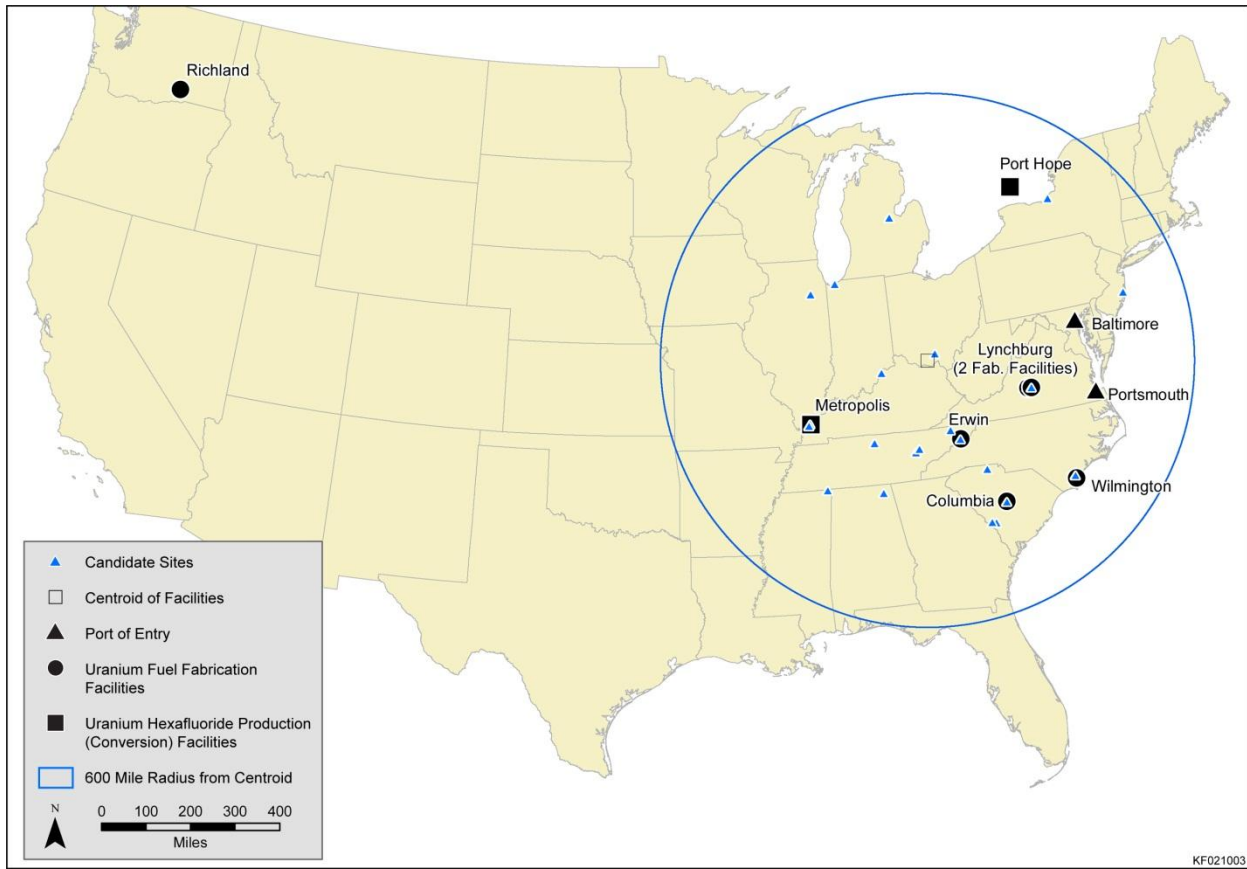 Richland
Port Hope
Baltimore
Lynchburg
(2 Fab. Facilities)
Portsmouth
Metropolis
Erwin
Wilmington
Columbia
Candidate Sites
Centroid of Facilities
Port of Entry
Uranium Fuel Fabrication
Facilities
Uranium Hexafluoride Production
(Conversion) Facilities
600 Mile Radius from Centroid
N
0 100 200 300 400
Miles
KF021003